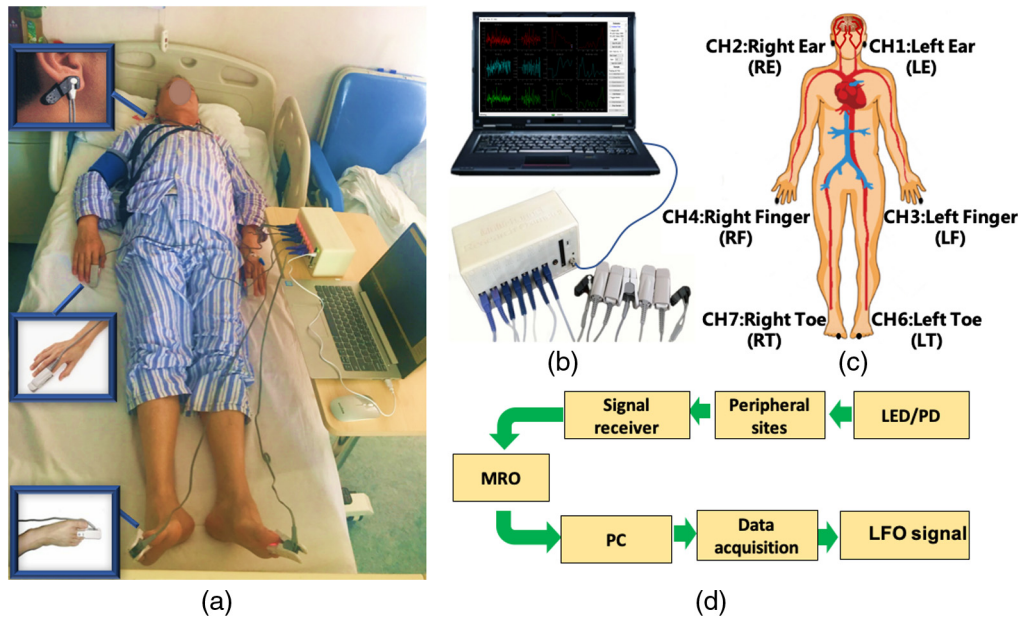 CH2:Right Ear
(RE)
CH1:Left Ear
(LE)
CH4:Right Finger
(RF)
CH3:Left Finger
(LF)
CH7:Right Toe
(RT)
CH6:Left Toe
(LT)
(b)
(c)
Signal
receiver
Peripheral
sites
LED/PD
MRO
PC
Data
acquisition
LFO signal
(a)
(d)